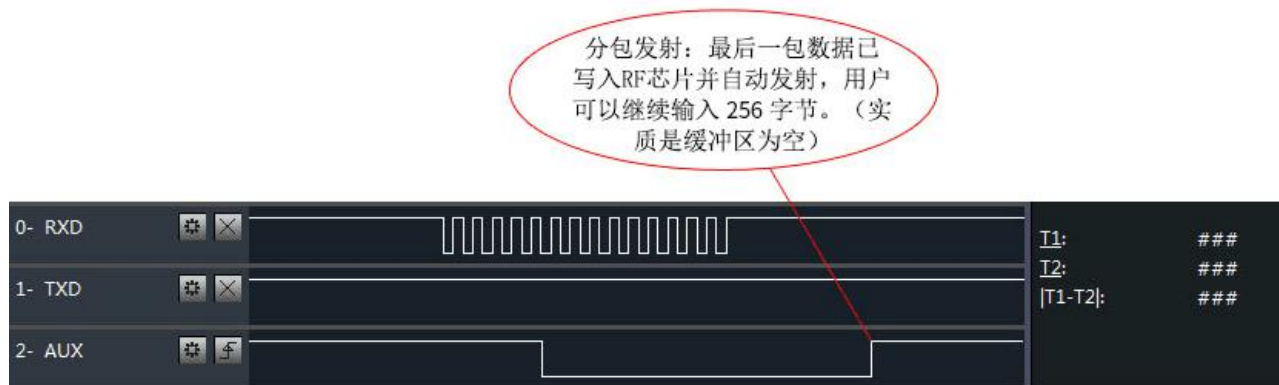 分包发射：最后一包数据已
写入RF芯片并自动发射，用户
可以继续输入 256 字节。（实
质是缓冲区为空）
0- RXD
1- TXD
2- AUX
T1: ###
T2: ###
|T1-T2|: ###